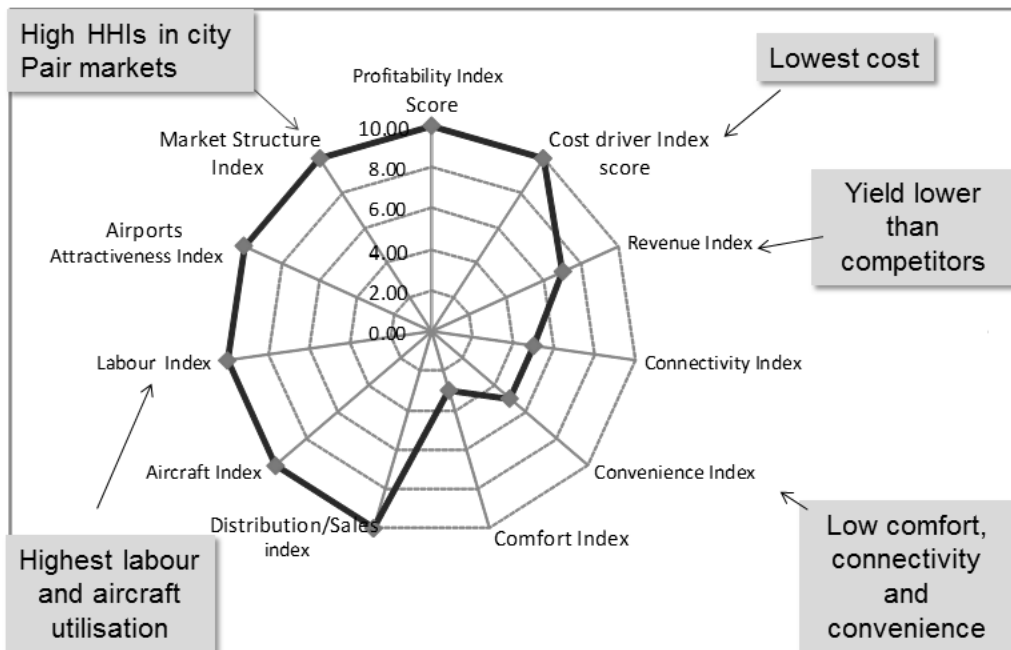 High HHIs in city
Pair markets
Profitability Index
Score
Lowest cost
Market Structure
Index
10.00
Cost driver Index
score
8.00
Airports
Attractiveness Index
6.00
Revenue Index
Yield lower
than
competitors
4.00
2.00
0.00
Labour Index
Connectivity Index
Aircraft Index
Convenience Index
Distribution/Sales
index
Comfort Index
Highest labour
and aircraft
utilisation
Low comfort,
connectivity
and
convenience